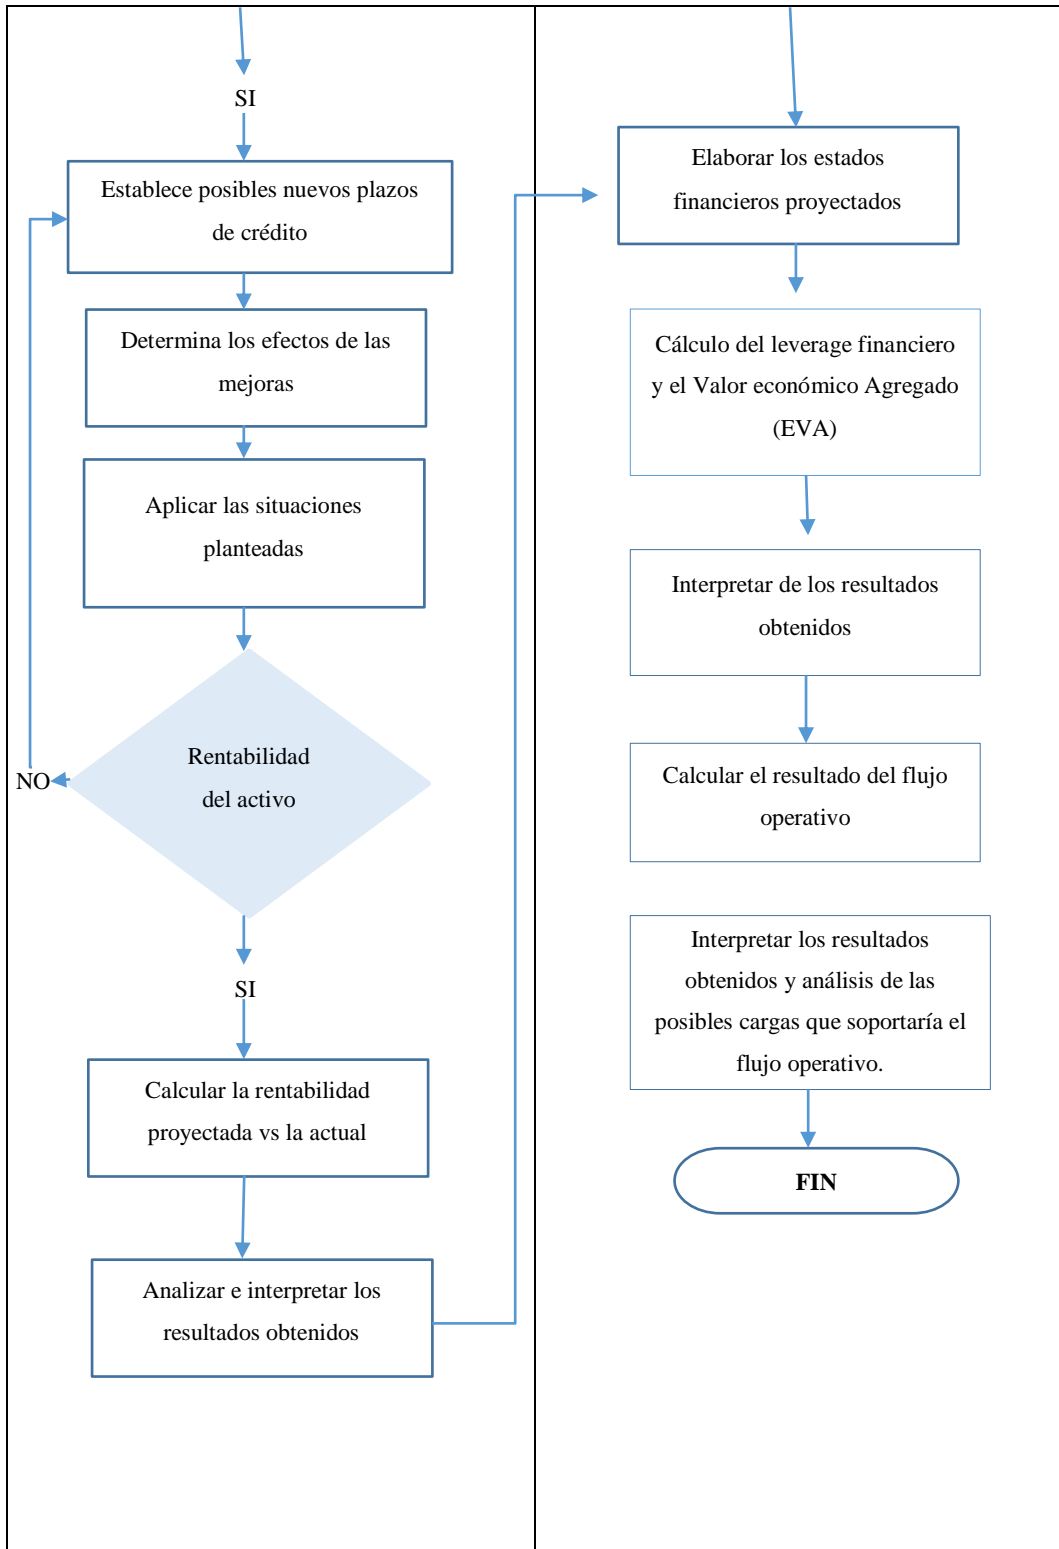 SI
Establece posibles nuevos plazos
de crédito
Determina los efectos de las
mejoras
Aplicar las situaciones
planteadas
Rentabilidad
del activo
NO
SI
Calcular la rentabilidad
proyectada vs la actual
Analizar e interpretar los
resultados obtenidos
Elaborar los estados
financieros proyectados
Cálculo del leverage financiero
y el Valor económico Agregado
(EVA)
Interpretar de los resultados
obtenidos
Calcular el resultado del flujo
operativo
Interpretar los resultados
obtenidos y análisis de las
posibles cargas que soportaría el
flujo operativo.
FIN